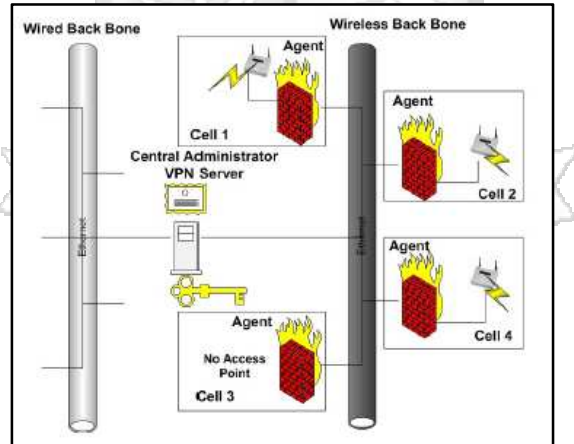 Wired Back Bone
Wireless Back Bone
Agent
Cell 1
Agent
Cell 2
Central Administrator
VPN Server
Ethernet
Ethernet
Agent
Cell 4
Agent
No Access
Point
Cell 3